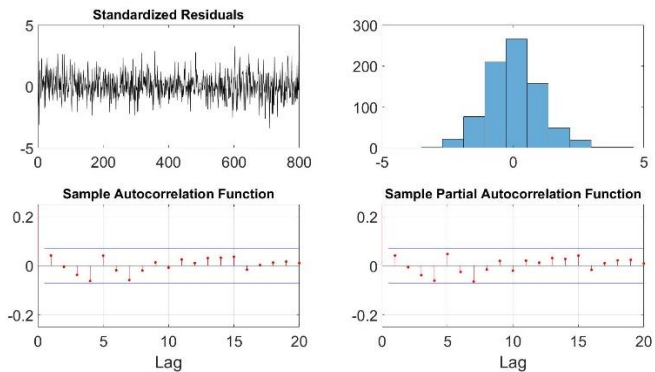 Standardized Residuals
5
0
-5
0 200 400 600 800
300
200
100
0
-5 0 5
Sample Autocorrelation Function
0.2
0
-0.2
0 5 10 15 20
Lag
Sample Partial Autocorrelation Function
0.2
0
-0.2
0 5 10 15 20
Lag